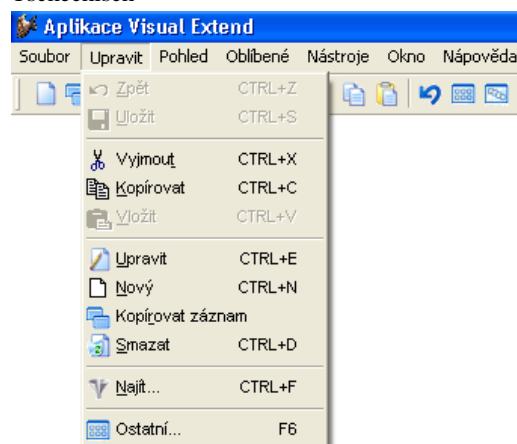 Aplikace Visual Extend
Soubor Upravit Pohled Oblíbené Nástroje Okno Nápověda
Zpět CTRL+Z
Uložit CTRL+S
Vyjmout CTRL+X
Kopírovat CTRL+C
Vložit CTRL+V
Upravit CTRL+E
Nový CTRL+N
Kopírovat záznam
Smazat CTRL+D
Najít... CTRL+F
Ostatní... F6